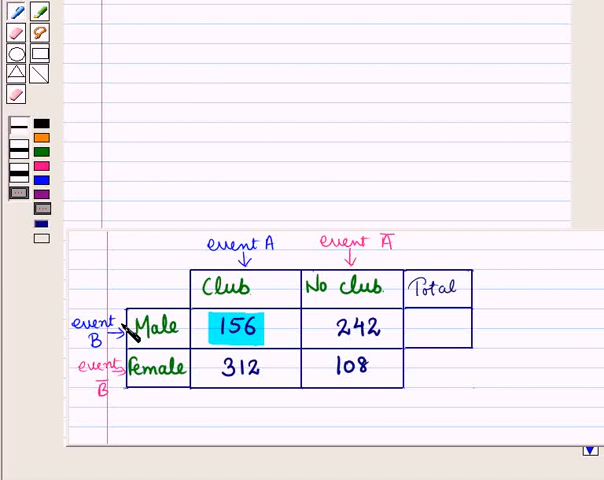 event A event A̅
Club No club Total
event B Male 156 242
event B̅ Female 312 108